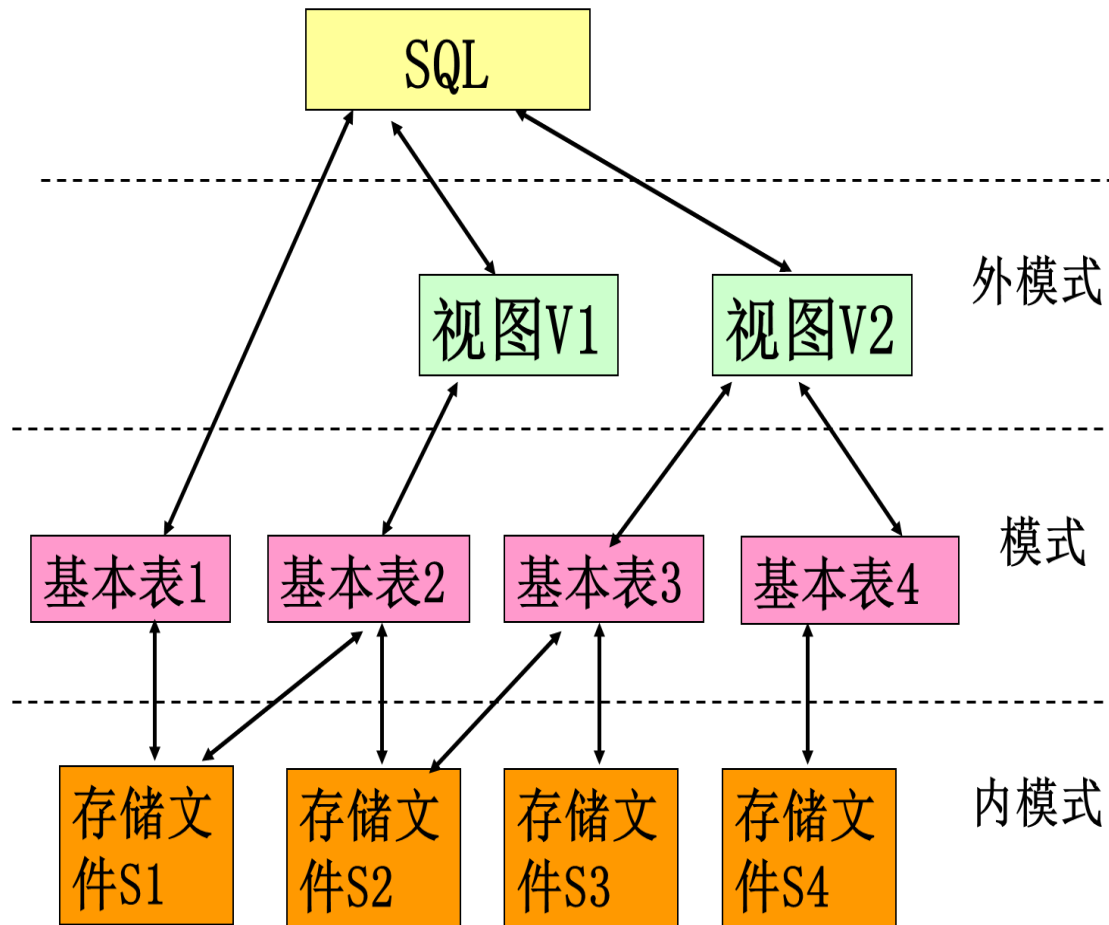 SQL
外模式
视图V1
视图V2
模式
基本表1
基本表2
基本表3
基本表4
内模式
存储文
件S1
存储文
件S2
存储文
件S3
存储文
件S4